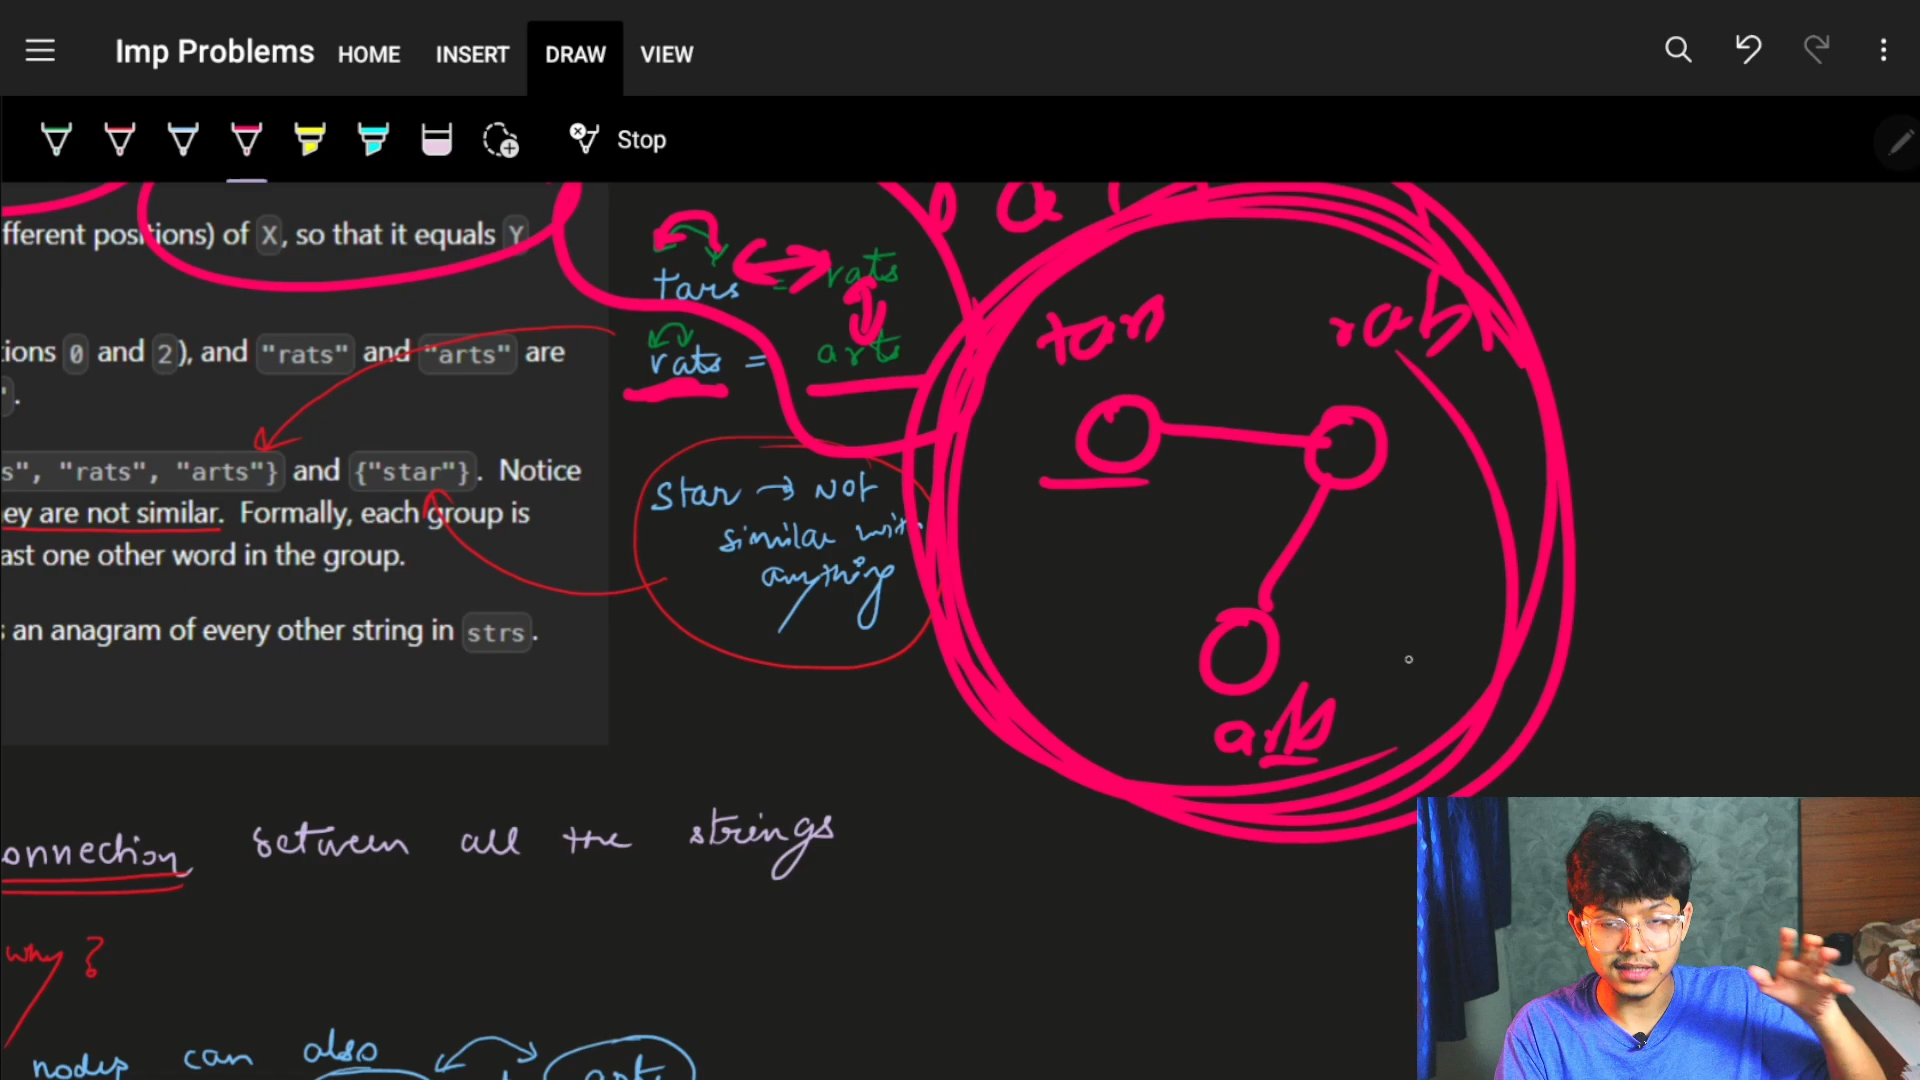 Imp Problems HOME INSERT DRAW VIEW
Stop
fferent positions) of X, so that it equals Y
tars = rats
rats = arts
ions 0 and 2), and "rats" and "arts" are
".
s", "rats", "arts"} and {"star"}. Notice
ey are not similar. Formally, each group is
ast one other word in the group.
s an anagram of every other string in strs.
star → NOT
similar with
anything
tars
rats
arts
onnection between all the strings
why ?
nodes can also
arts